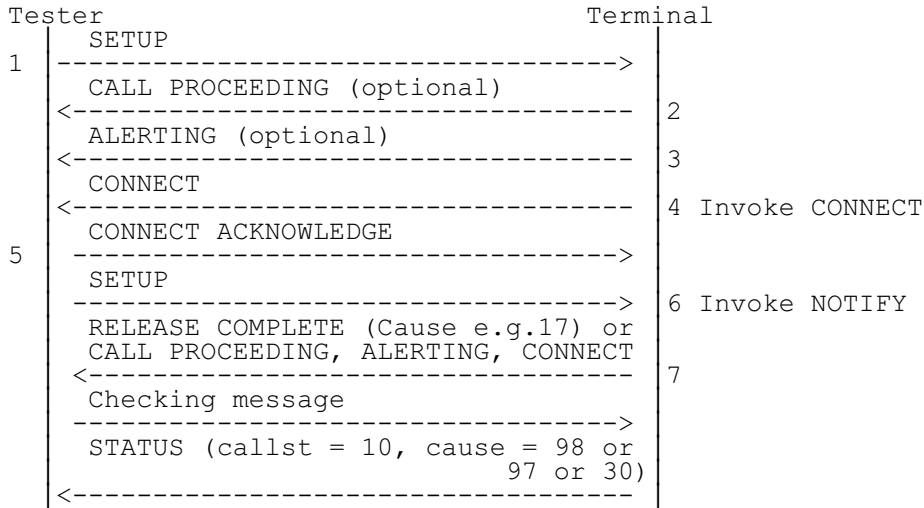 Tester Terminal
SETUP
1 |----------------------------------->
CALL PROCEEDING (optional)
<----------------------------------- 2
ALERTING (optional)
<----------------------------------- 3
CONNECT
<----------------------------------- 4 Invoke CONNECT
CONNECT ACKNOWLEDGE
5 ---------------------------------->
SETUP
----------------------------------> 6 Invoke NOTIFY
RELEASE COMPLETE (Cause e.g.17) or
CALL PROCEEDING, ALERTING, CONNECT
<---------------------------------- 7
Checking message
---------------------------------->
STATUS (callst = 10, cause = 98 or
97 or 30)
<-----------------------------------